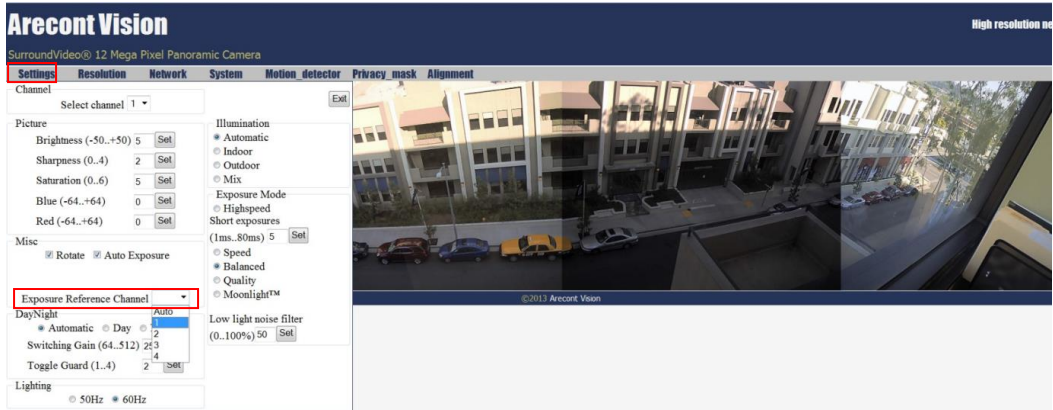 Arecont Vision
High resolution ne
SurroundVideo® 12 Mega Pixel Panoramic Camera
Settings Resolution Network System Motion_detector Privacy_mask Alignment
Channel
Select channel 1
Exit
Picture
Brightness (-50..+50) 5 Set
Sharpness (0..4) 2 Set
Saturation (0..6) 5 Set
Blue (-64..+64) 0 Set
Red (-64..+64) 0 Set
Misc
Rotate Auto Exposure
Exposure Reference Channel
Auto
1
2
3
4
DayNight
Automatic Day
Switching Gain (64..512)
Toggle Guard (1..4) 2 Set
Lighting
50Hz 60Hz
Illumination
Automatic
Indoor
Outdoor
Mix
Exposure Mode
Highspeed
Short exposures
(1ms..80ms) 5 Set
Speed
Balanced
Quality
Moonlight™
Low light noise filter
(0..100%) 50 Set
©2013 Arecont Vision